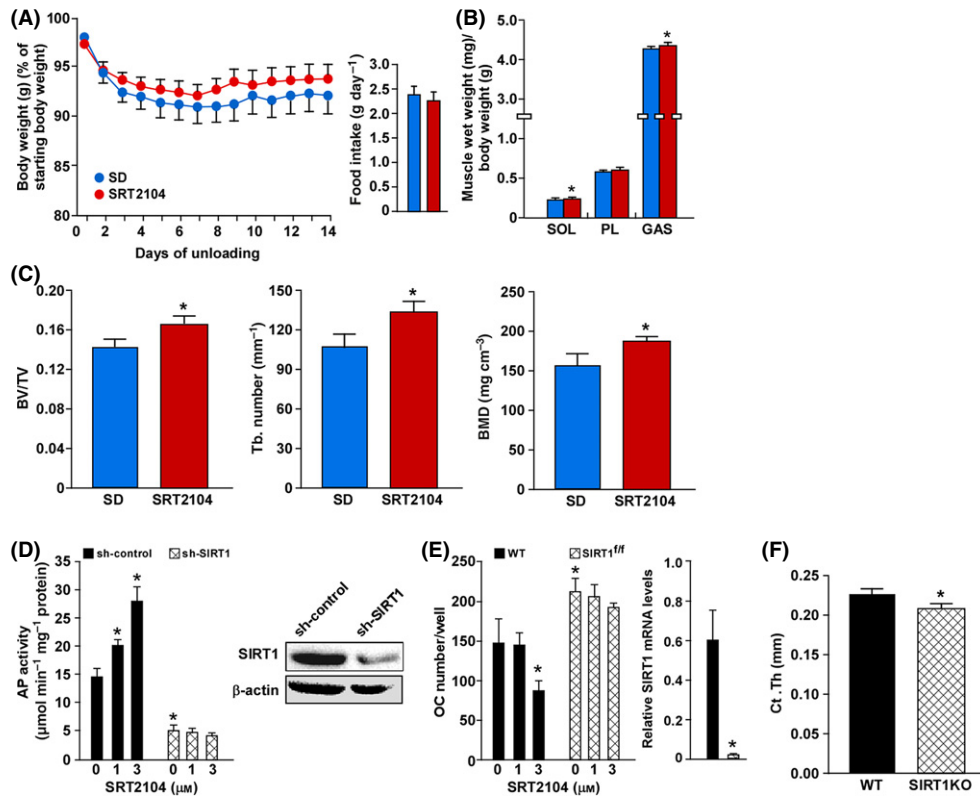 (A)
Body weight (g) (% of
starting body weight)
100
95
90
85
80
SD
SRT2104
0 2 4 6 8 10 12 14
Days of unloading
Food intake (g day⁻¹)
3.0
2.5
2.0
1.5
1.0
0.5
0
(B)
Muscle wet weight (mg)/
body weight (g)
5.0
4.0
3.0
1.0
0.5
0
*
*
SOL PL GAS
(C)
BV/TV
0.20
0.16
0.12
0.08
0.04
0.00
*
SD SRT2104
Tb. number (mm⁻¹)
150
120
90
60
30
0
*
SD SRT2104
BMD (mg cm⁻³)
250
200
150
100
50
0
*
SD SRT2104
(D)
sh-control sh-SIRT1
AP activity
(μmol min⁻¹ mg⁻¹ protein)
35
30
25
20
15
10
5
0
*
*
*
0 1 3 0 1 3
SRT2104 (μM)
sh-control
sh-SIRT1
SIRT1
β-actin
(E)
WT SIRT1f/f
OC number/well
250
200
150
100
50
0
*
*
0 1 3 0 1 3
SRT2104 (μM)
Relative SIRT1 mRNA levels
1.0
0.8
0.6
0.4
0.2
0
*
(F)
Ct .Th (mm)
0.25
0.20
0.15
0.10
0.05
0.00
*
WT SIRT1KO